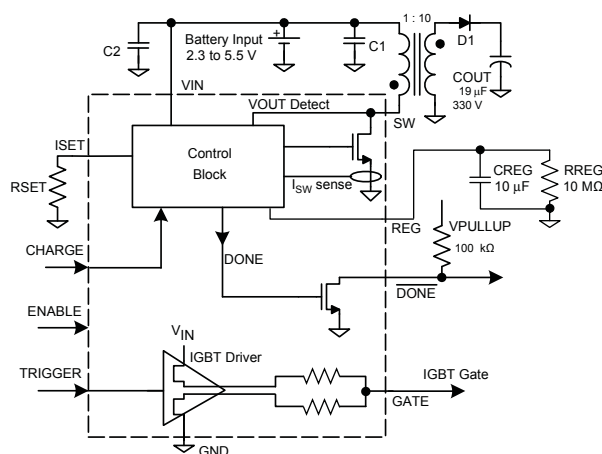 1 : 10
C2
Battery Input
2.3 to 5.5 V
+
C1
D1
COUT
19 µF
330 V
VIN
VOUT Detect
SW
ISET
Control
Block
RSET
ISW sense
CREG
10 µF
RREG
10 MΩ
REG
VPULLUP
100 kΩ
CHARGE
DONE
DONE
ENABLE
VIN
IGBT Driver
TRIGGER
IGBT Gate
GATE
GND